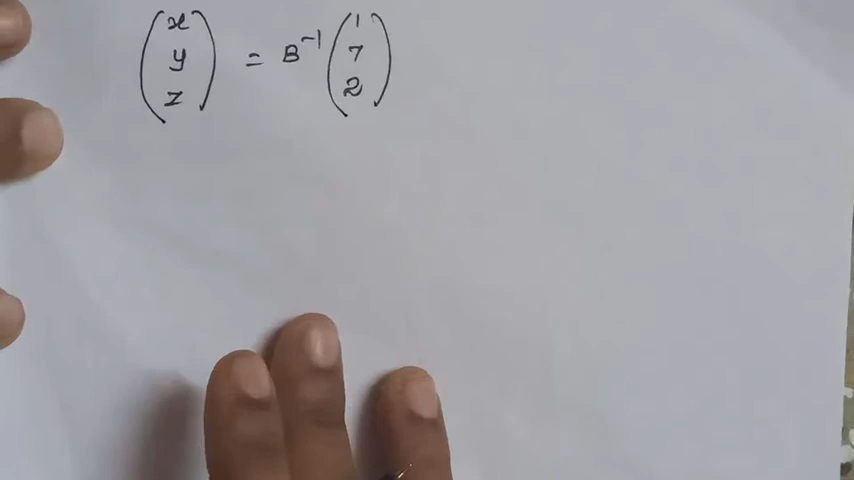 (x y z) = B⁻¹ (1 7 2)